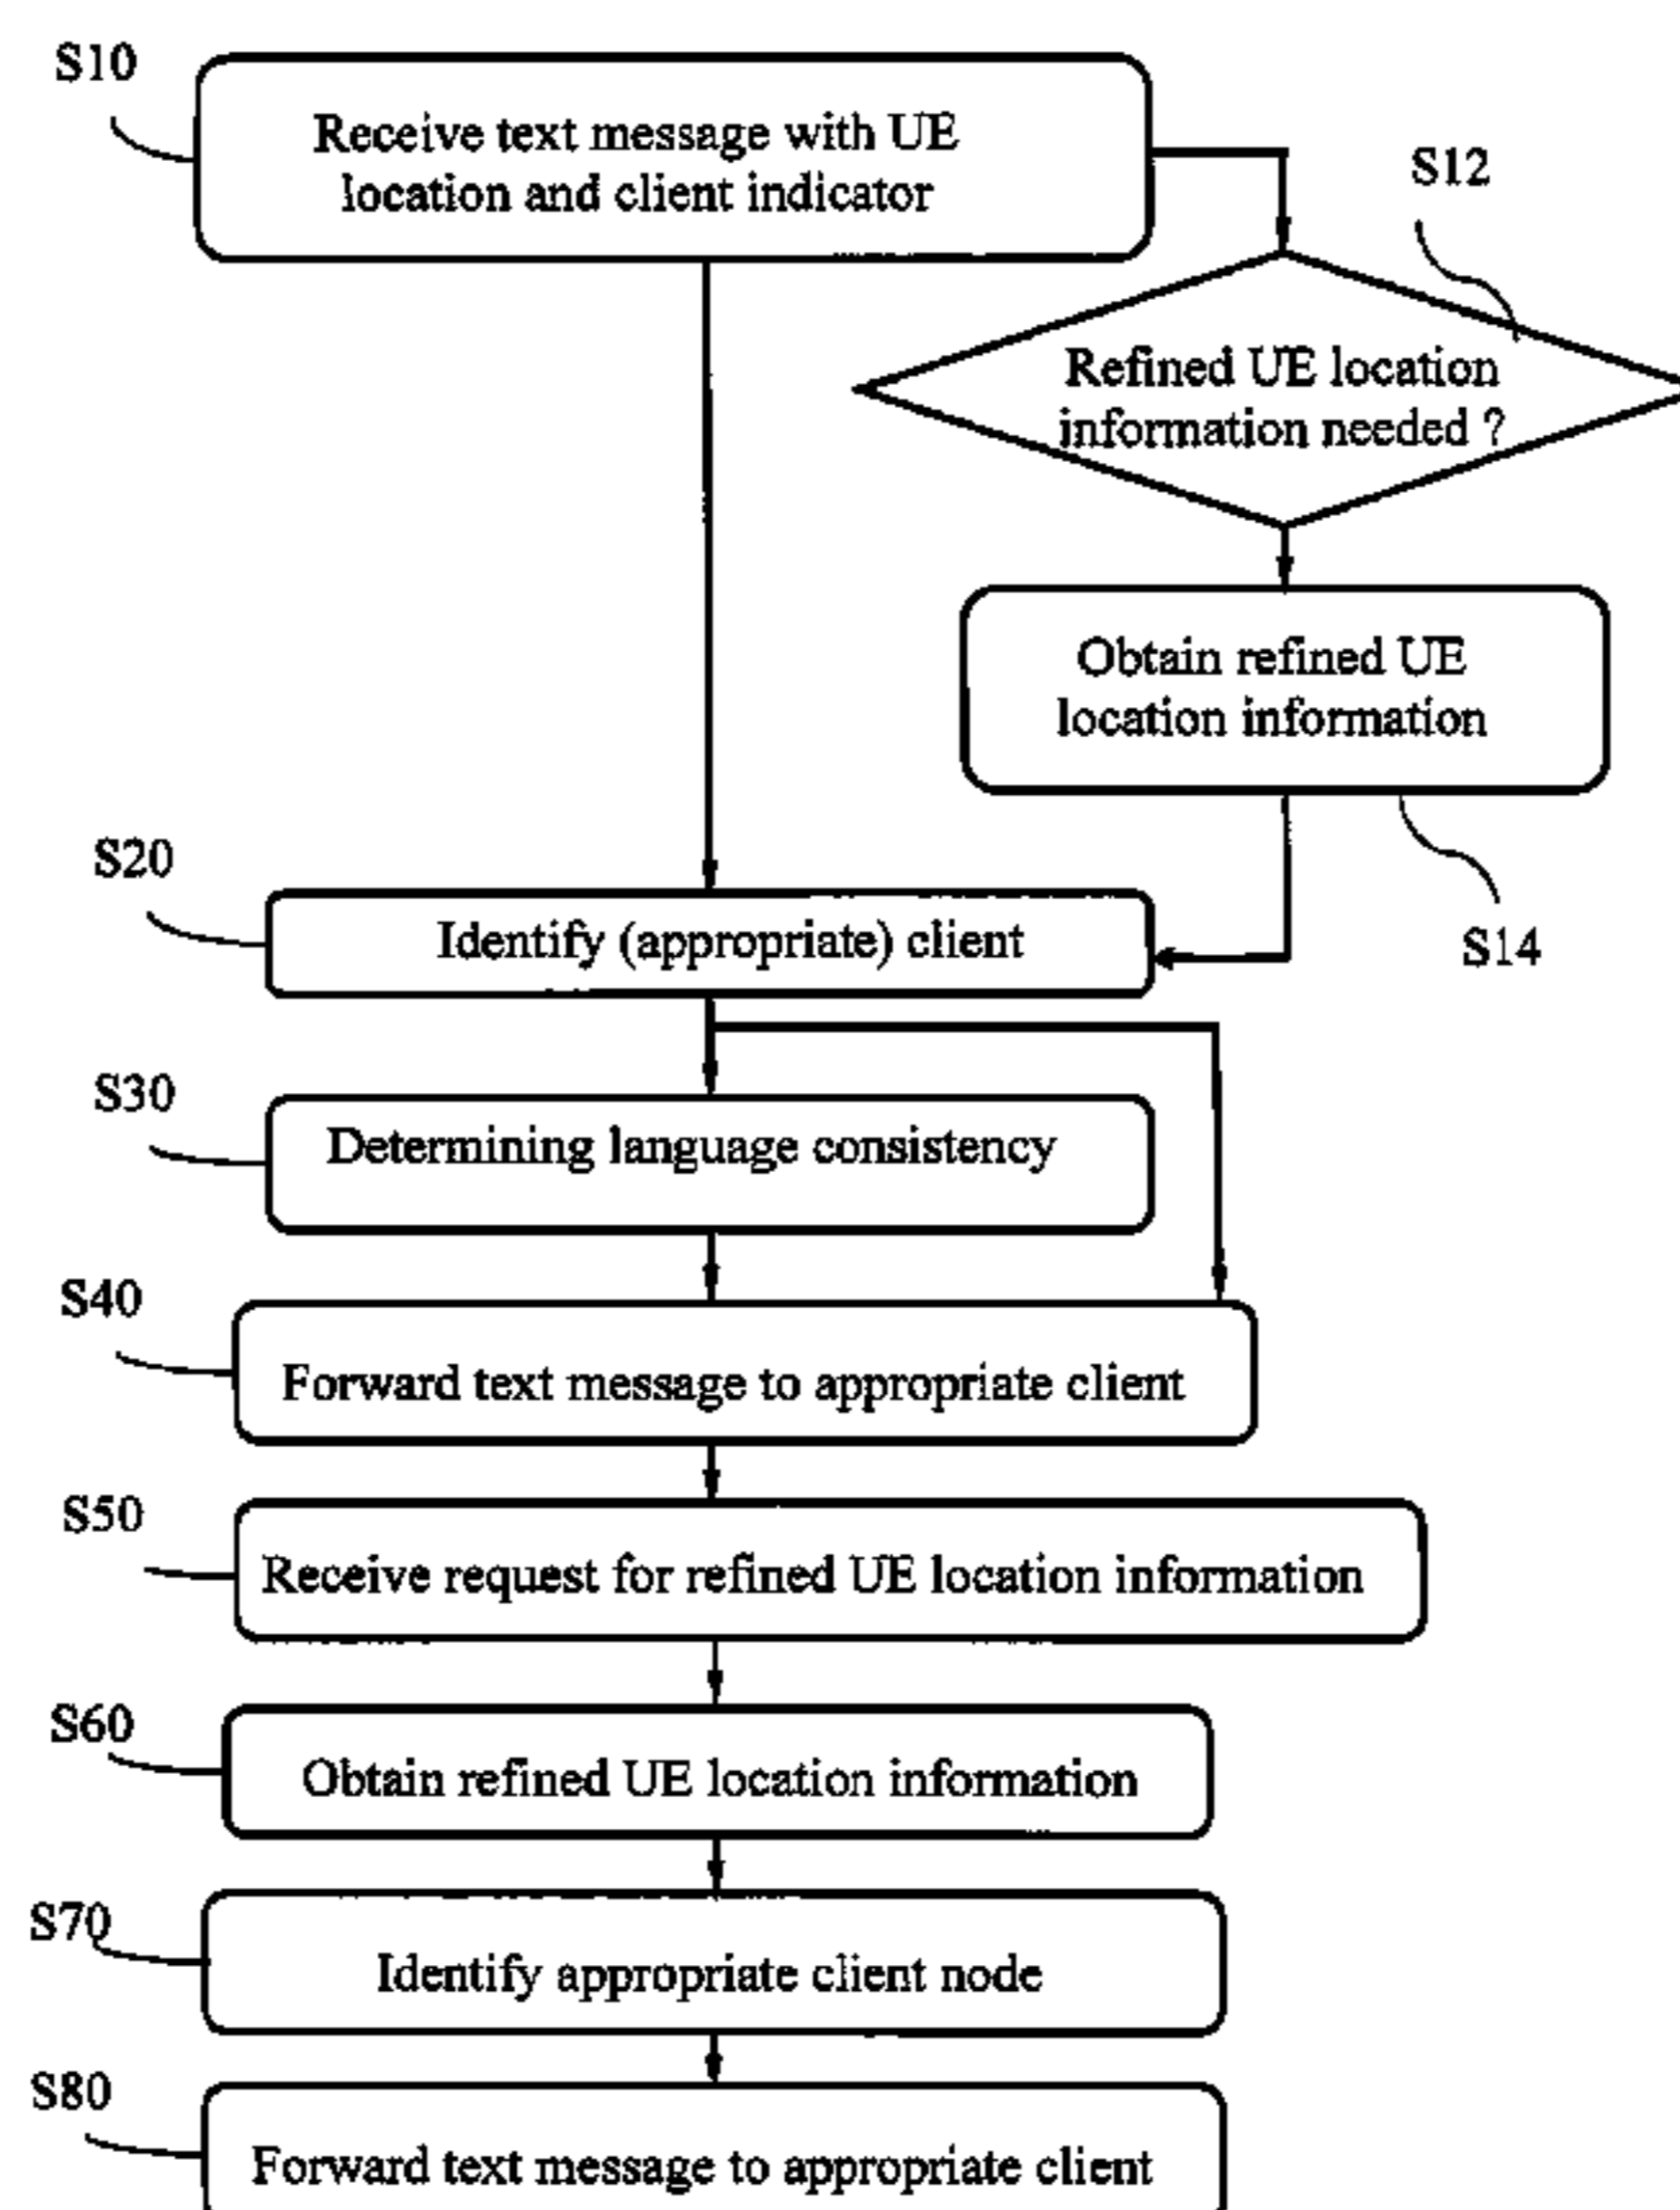 S10
Receive text message with UE
location and client indicator
S12
Refined UE location
information needed ?
Obtain refined UE
location information
S14
S20
Identify (appropriate) client
S30
Determining language consistency
S40
Forward text message to appropriate client
S50
Receive request for refined UE location information
S60
Obtain refined UE location information
S70
Identify appropriate client node
S80
Forward text message to appropriate client